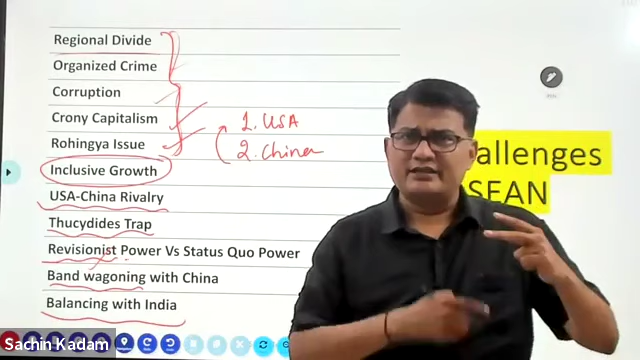 Regional Divide
Organized Crime
Corruption
Crony Capitalism
Rohingya Issue
Inclusive Growth
USA-China Rivalry
Thucydides Trap
Revisionist Power Vs Status Quo Power
Band wagoning with China
Balancing with India
1. USA
2. China
allenges
SEAN
Sachin Kadam